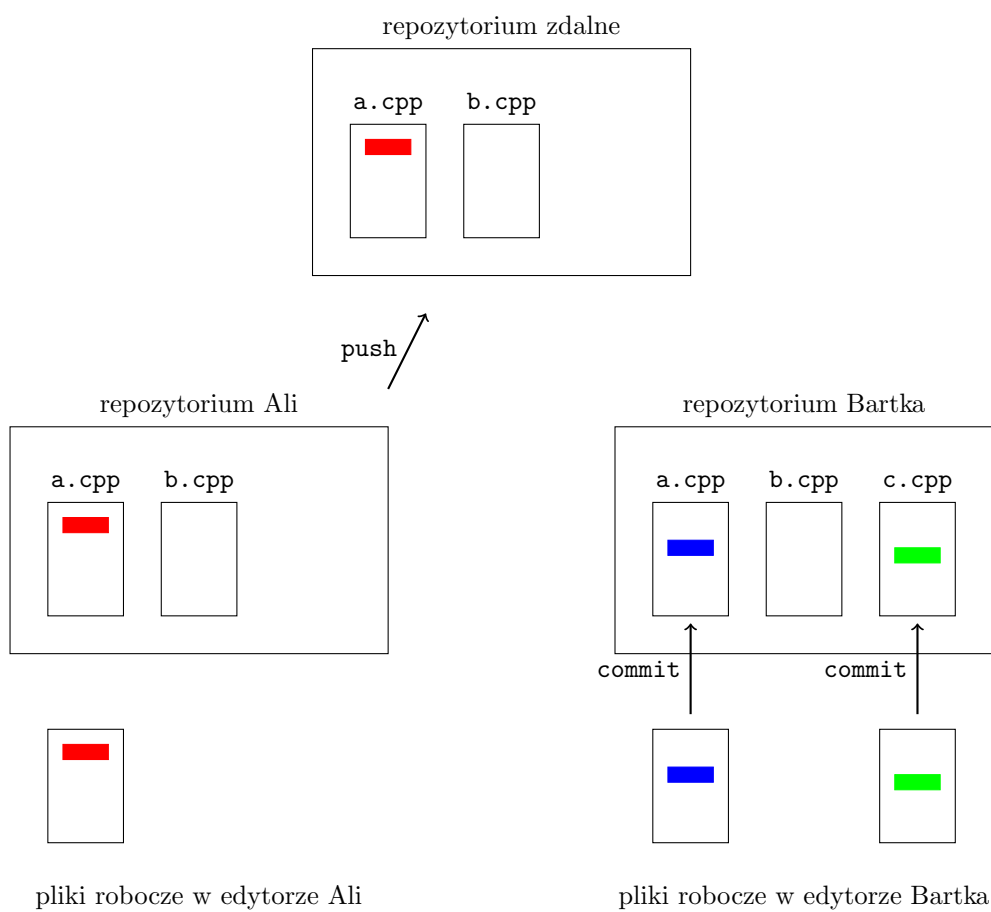 repozytorium zdalne
a.cpp b.cpp
push
repozytorium Ali
repozytorium Bartka
a.cpp b.cpp
a.cpp b.cpp c.cpp
commit
commit
pliki robocze w edytorze Ali
pliki robocze w edytorze Bartka